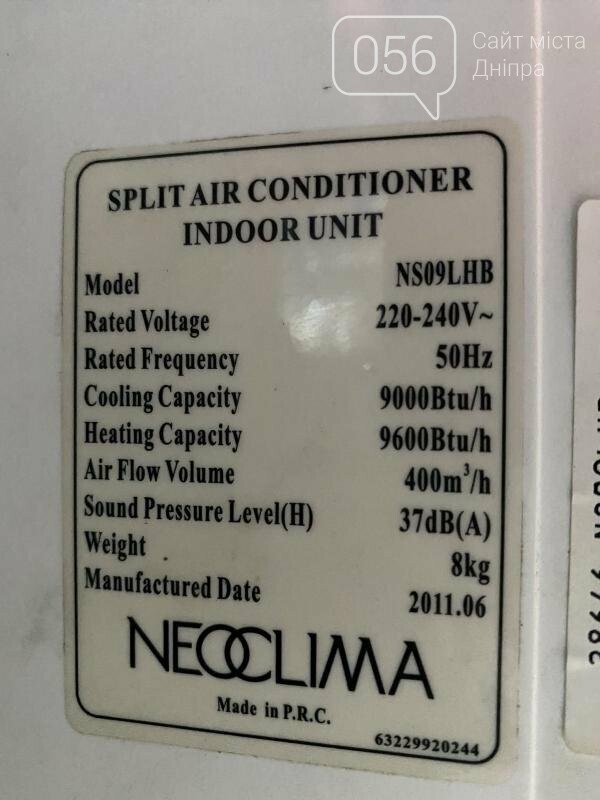 056
Сайт міста
Дніпра
SPLIT AIR CONDITIONER
INDOOR UNIT
Model NS09LHB
Rated Voltage 220-240V~
Rated Frequency 50Hz
Cooling Capacity 9000Btu/h
Heating Capacity 9600Btu/h
Air Flow Volume 400m³/h
Sound Pressure Level(H) 37dB(A)
Weight 8kg
Manufactured Date 2011.06
NEOCLIMA
Made in P.R.C.
63229920244